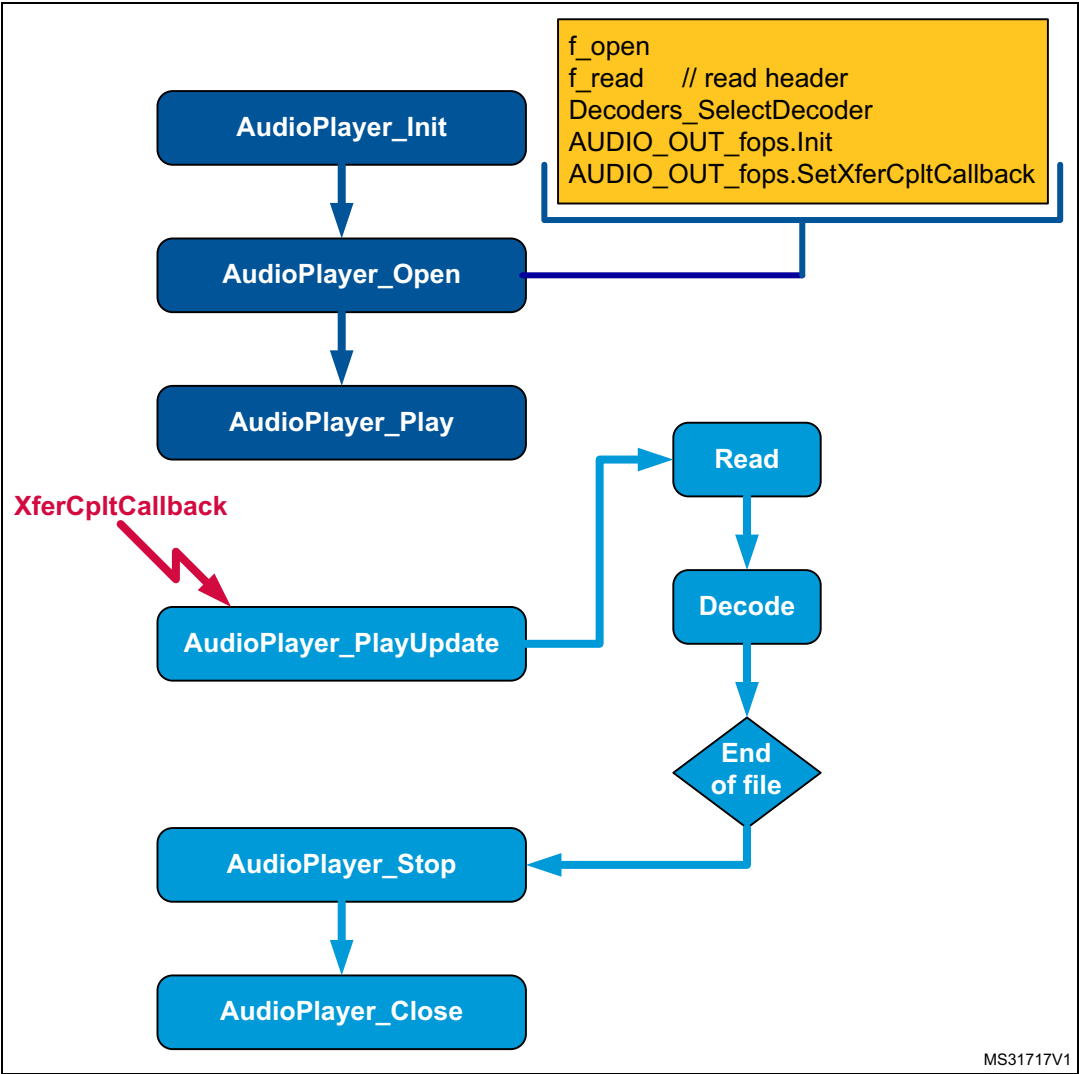 f_open
f_read // read header
Decoders_SelectDecoder
AUDIO_OUT_fops.Init
AUDIO_OUT_fops.SetXferCpltCallback
AudioPlayer_Init
AudioPlayer_Open
AudioPlayer_Play
Read
XferCpltCallback
Decode
AudioPlayer_PlayUpdate
End
of file
AudioPlayer_Stop
AudioPlayer_Close
MS31717V1